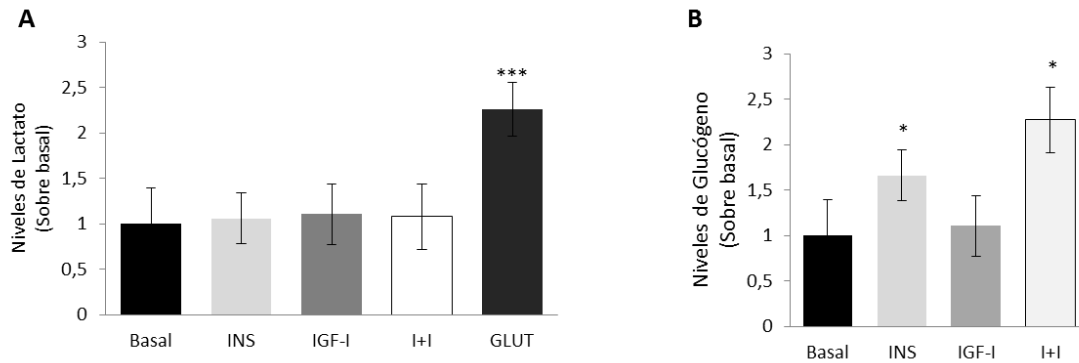 A
Niveles de Lactato
(Sobre basal)
3
2,5
2
1,5
1
0,5
0
***
Basal INS IGF-I I+I GLUT
B
Niveles de Glucógeno
(Sobre basal)
3
2,5
2
1,5
1
0,5
0
*
*
Basal INS IGF-I I+I